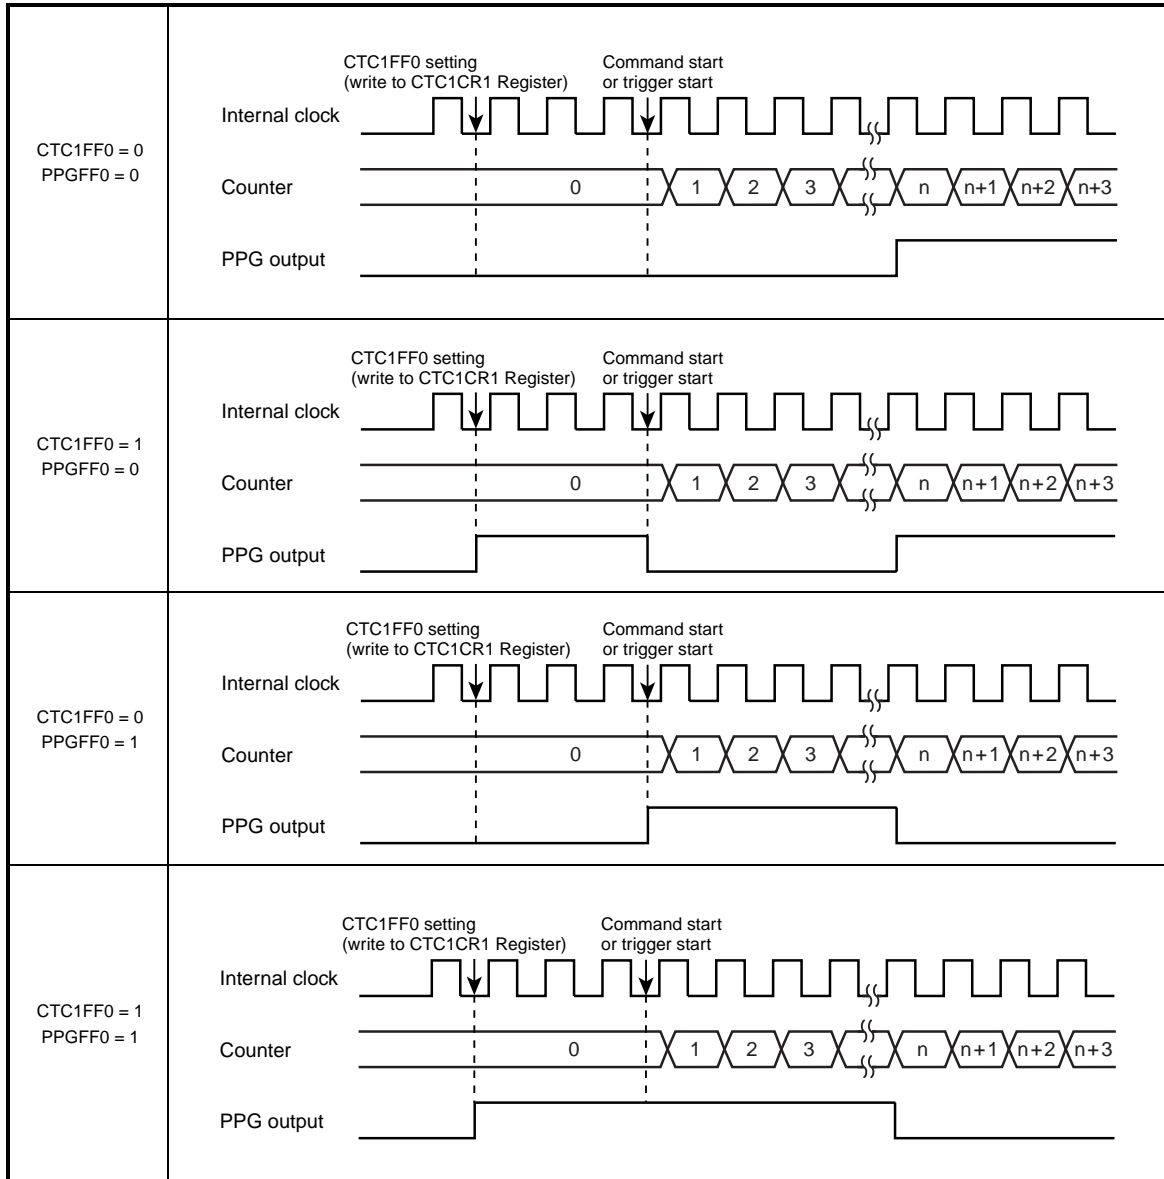 CTC1FF0 = 0
PPGFF0 = 0
CTC1FF0 setting
(write to CTC1CR1 Register)
Command start
or trigger start
Internal clock
Counter
0
1
2
3
n
n+1
n+2
n+3
PPG output
CTC1FF0 = 1
PPGFF0 = 0
CTC1FF0 setting
(write to CTC1CR1 Register)
Command start
or trigger start
Internal clock
Counter
0
1
2
3
n
n+1
n+2
n+3
PPG output
CTC1FF0 = 0
PPGFF0 = 1
CTC1FF0 setting
(write to CTC1CR1 Register)
Command start
or trigger start
Internal clock
Counter
0
1
2
3
n
n+1
n+2
n+3
PPG output
CTC1FF0 = 1
PPGFF0 = 1
CTC1FF0 setting
(write to CTC1CR1 Register)
Command start
or trigger start
Internal clock
Counter
0
1
2
3
n
n+1
n+2
n+3
PPG output